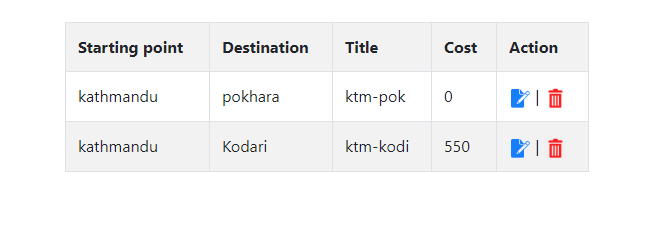 Starting point Destination Title Cost Action
kathmandu pokhara ktm-pok 0 |
kathmandu Kodari ktm-kodi 550 |